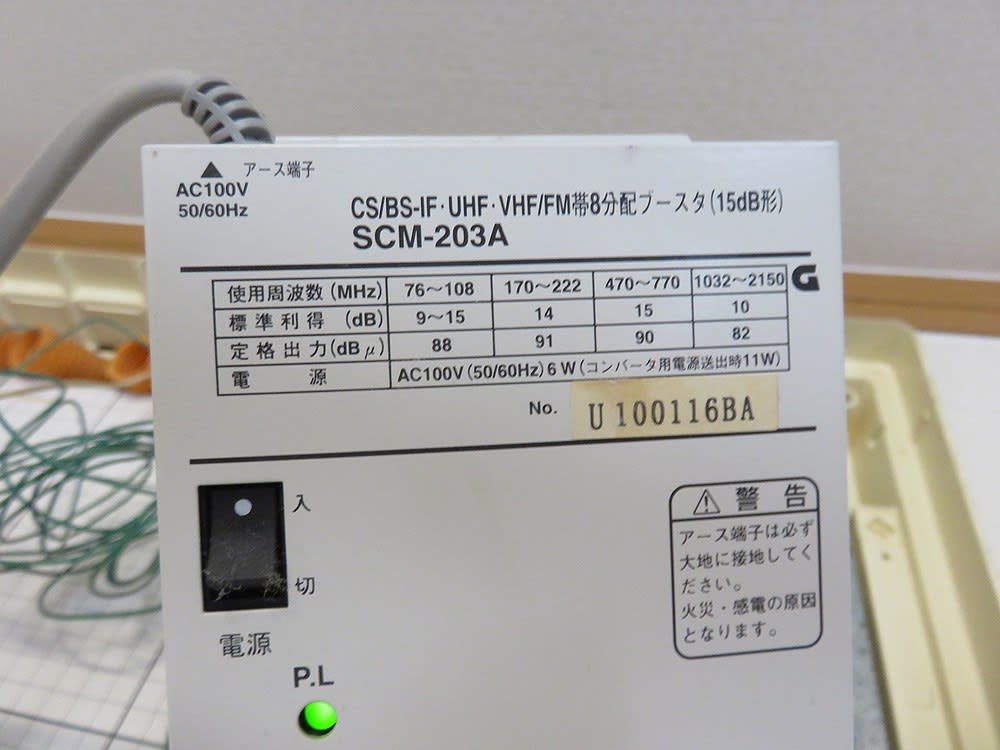 ▲ アース端子
AC100V
50/60Hz
CS/BS-IF・UHF・VHF/FM帯8分配ブースタ(15dB形)
SCM-203A
使用周波数(MHz) 76〜108 170〜222 470〜770 1032〜2150 G
標準利得 (dB) 9〜15 14 15 10
定格出力(dBμ) 88 91 90 82
電源 AC100V(50/60Hz)6W(コンバータ用電源送出時11W)
No. U100116BA
入
切
電源
P.L
⚠ 警告
アース端子は必ず
大地に接地してく
ださい。
火災・感電の原因
となります。